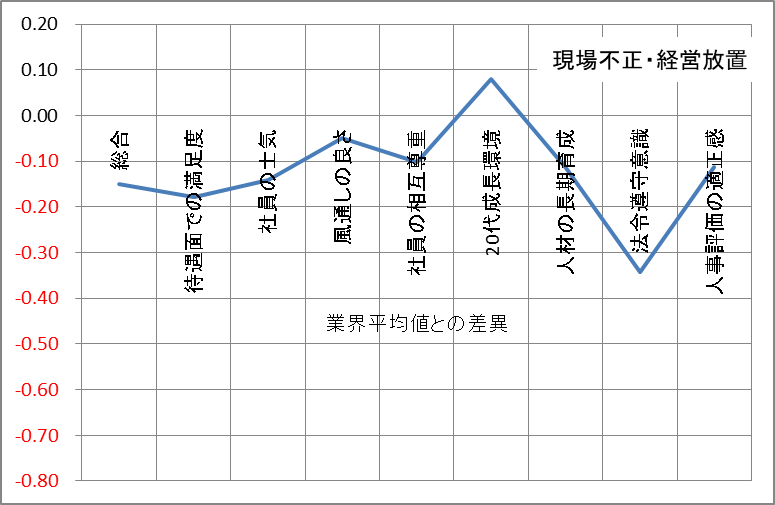 0.20
0.10
0.00
-0.10
-0.20
-0.30
-0.40
-0.50
-0.60
-0.70
-0.80
現場不正・経営放置
総合
待遇面での満足度
社員の士気
風通しの良さ
社員の相互尊重
20代成長環境
人材の長期育成
法令遵守意識
人事評価の適正感
業界平均値との差異